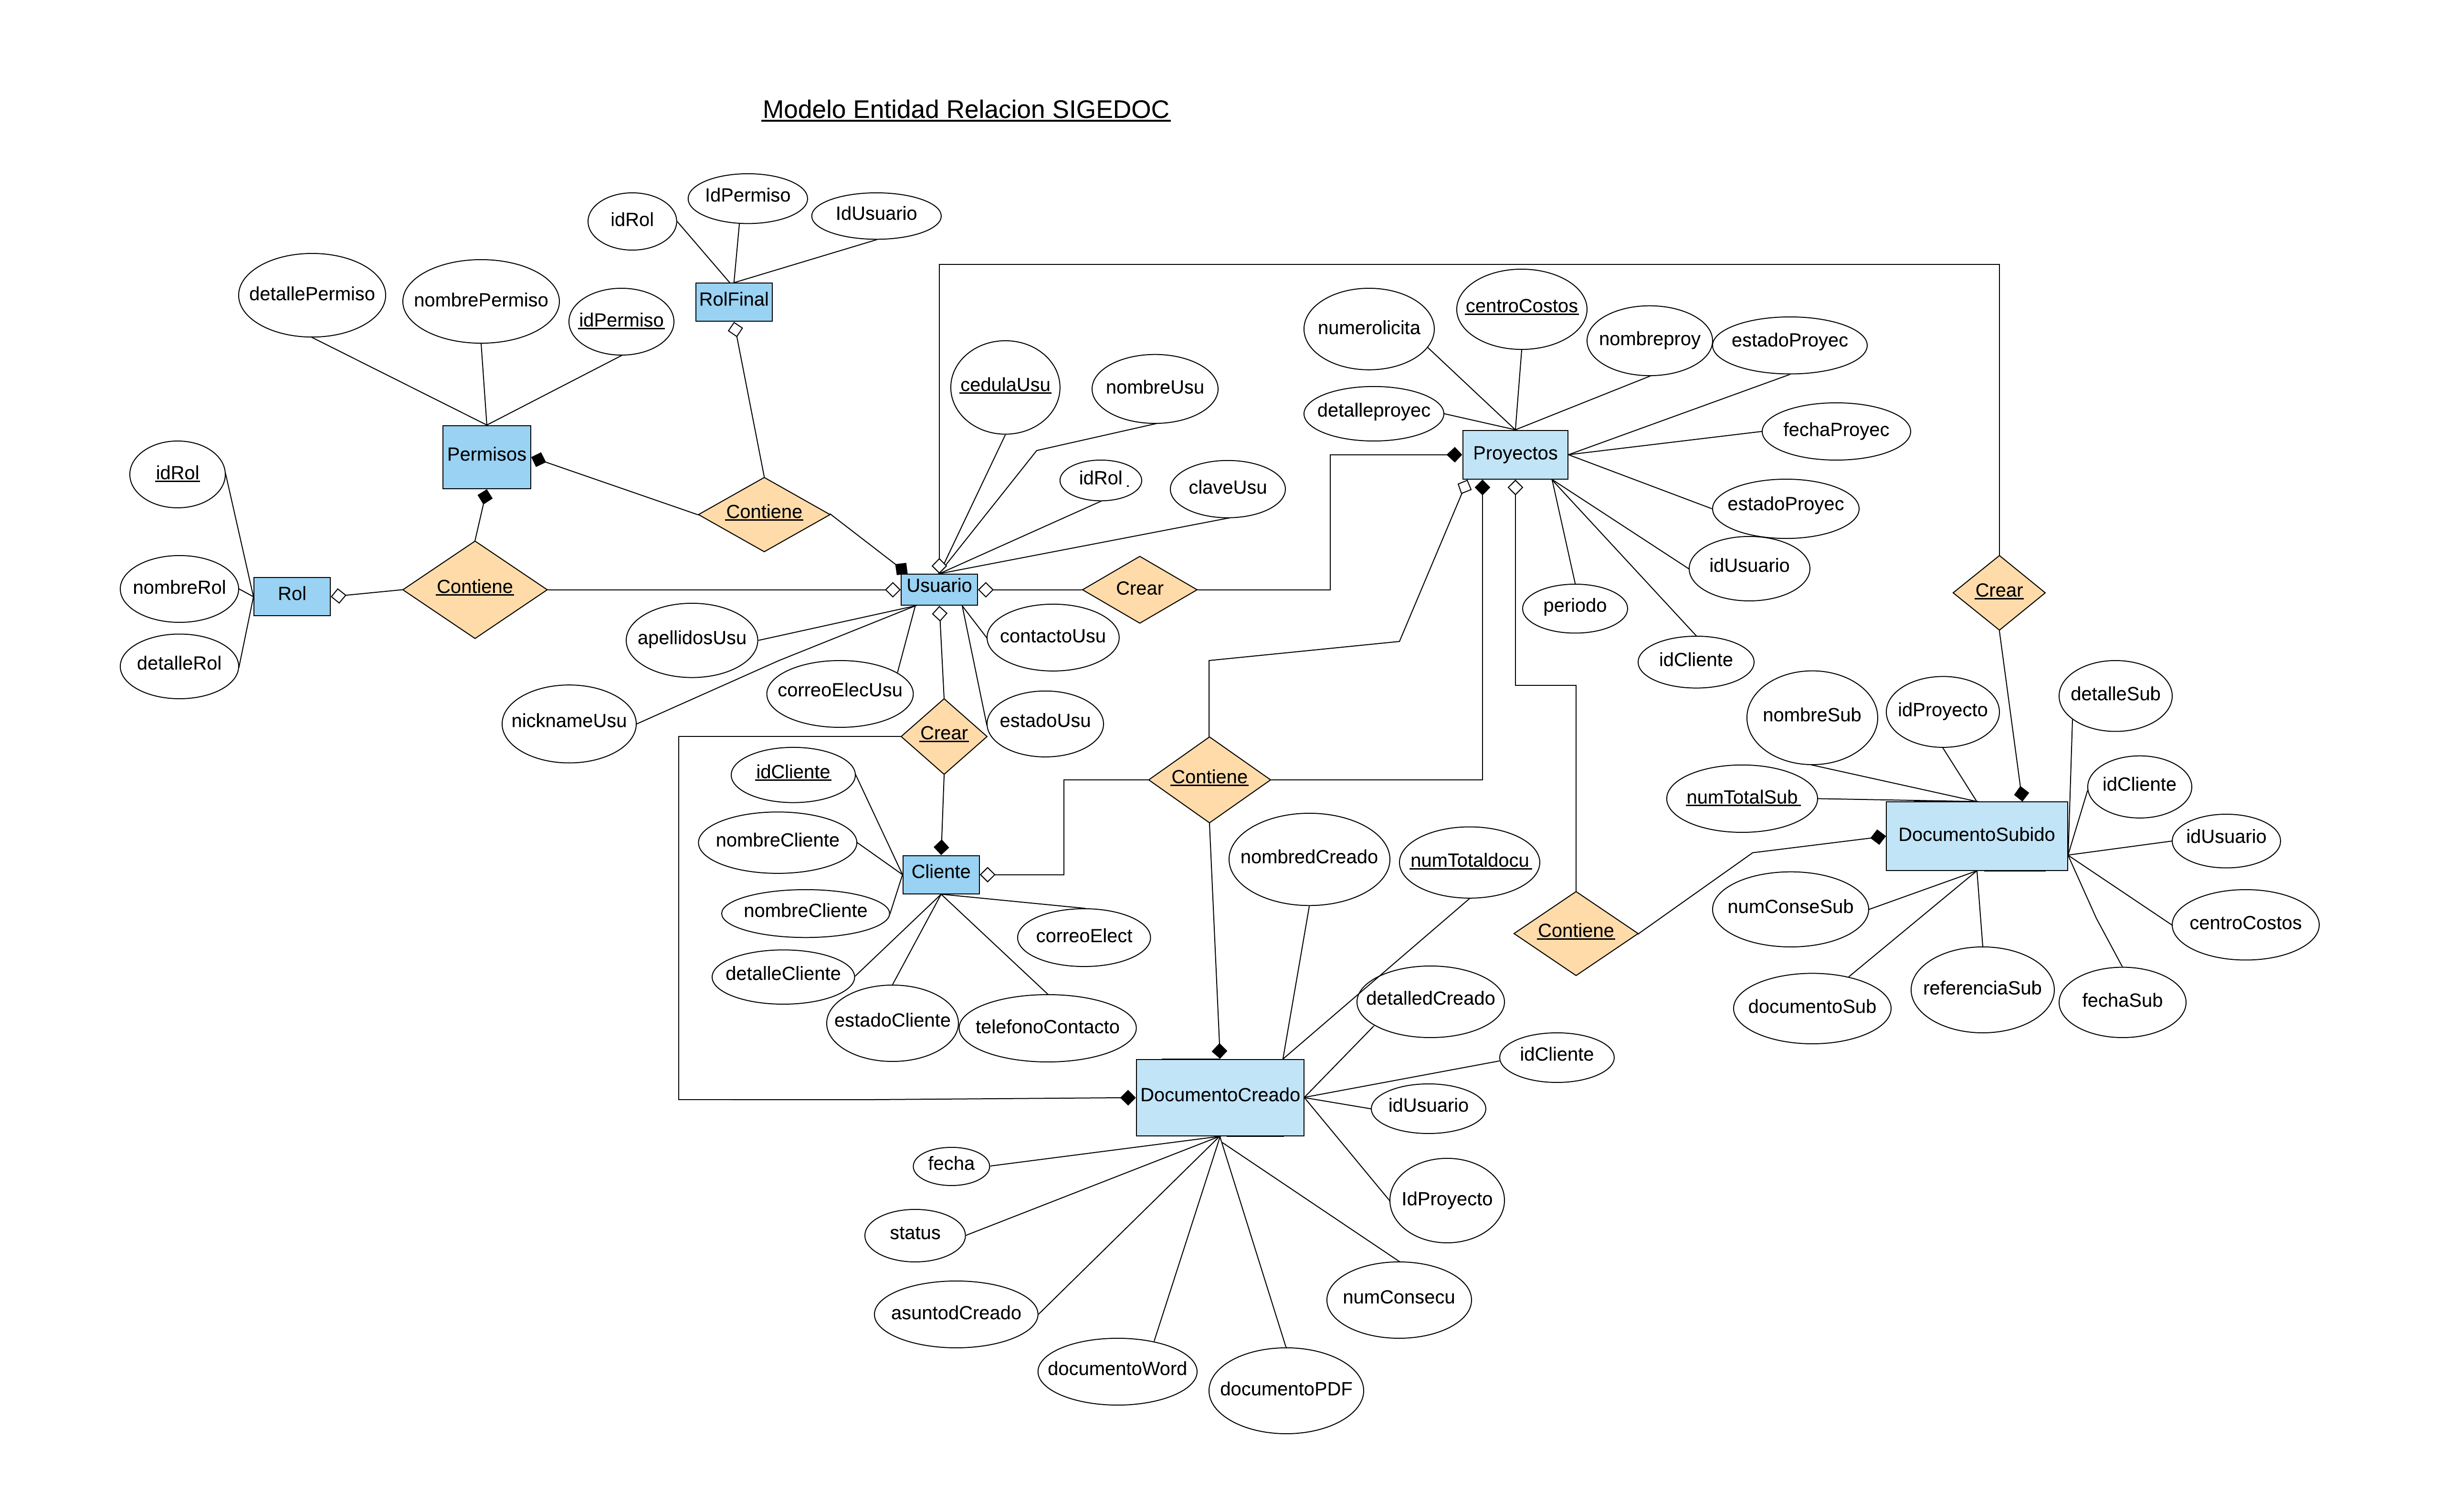 Modelo Entidad Relacion SIGEDOC
IdPermiso
idRol
IdUsuario
detallePermiso
nombrePermiso
idPermiso
RolFinal
numerolicita
centroCostos
nombreproy
estadoProyec
cedulaUsu
nombreUsu
detalleproyec
fechaProyec
Permisos
Proyectos
idRol
idRol .
claveUsu
Contiene
estadoProyec
nombreRol
Rol
Contiene
Usuario
Crear
idUsuario
periodo
Crear
detalleRol
apellidosUsu
contactoUsu
idCliente
correoElecUsu
nicknameUsu
estadoUsu
Crear
nombreSub
idProyecto
detalleSub
idCliente
Contiene
numTotalSub
idCliente
nombreCliente
nombredCreado
numTotaldocu
DocumentoSubido
idUsuario
Cliente
nombreCliente
correoElect
Contiene
numConseSub
centroCostos
detalleCliente
estadoCliente
telefonoContacto
detalledCreado
documentoSub
referenciaSub
fechaSub
idCliente
DocumentoCreado
idUsuario
fecha
IdProyecto
status
asuntodCreado
numConsecu
documentoWord
documentoPDF